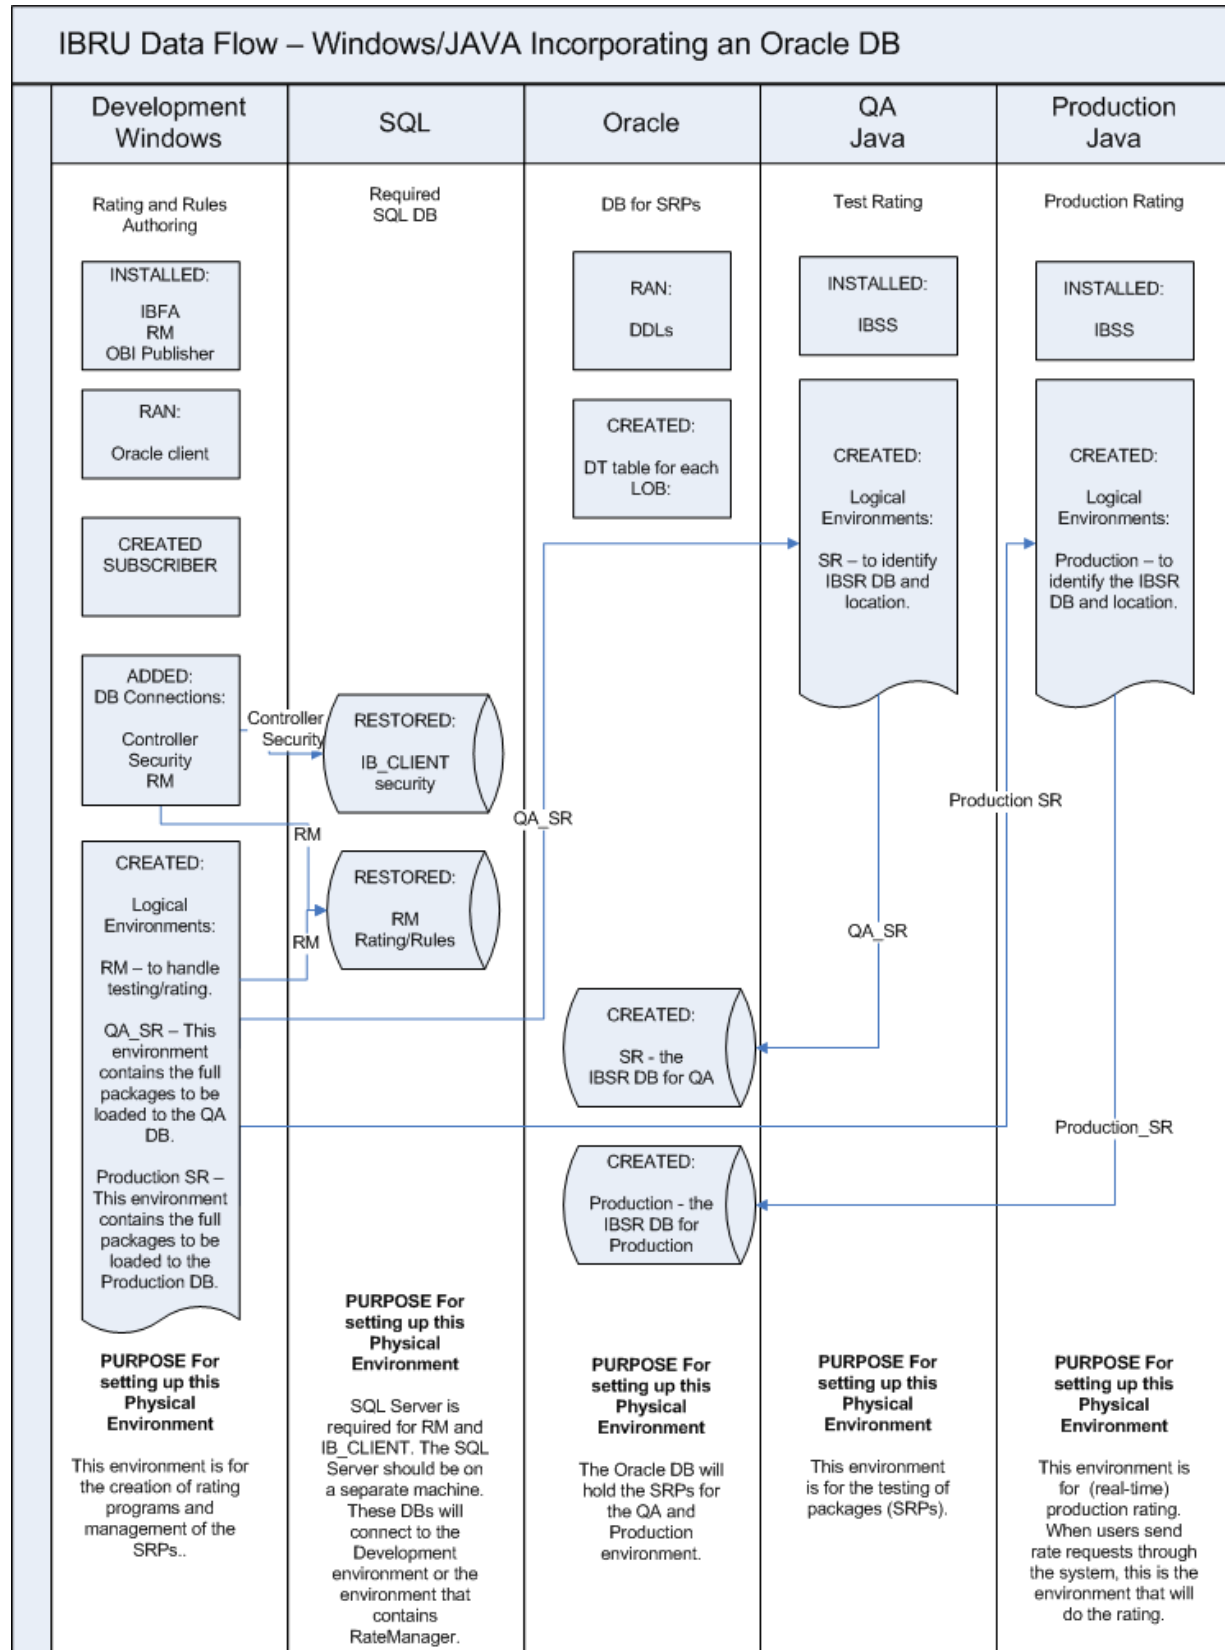 IBRU Data Flow – Windows/JAVA Incorporating an Oracle DB
Development
Windows
SQL
Oracle
QA
Java
Production
Java
Rating and Rules
Authoring
INSTALLED:
IBFA
RM
OBI Publisher
RAN:
Oracle client
CREATED
SUBSCRIBER
ADDED:
DB Connections:
Controller
Security
RM
CREATED:
Logical
Environments:
RM – to handle
testing/rating.
QA_SR – This
environment
contains the full
packages to be
loaded to the QA
DB.
Production SR –
This environment
contains the full
packages to be
loaded to the
Production DB.
PURPOSE For
setting up this
Physical
Environment
This environment is for
the creation of rating
programs and
management of the
SRPs..
Required
SQL DB
Controller
Security
RESTORED:
IB_CLIENT
security
RM
RESTORED:
RM
Rating/Rules
RM
PURPOSE For
setting up this
Physical
Environment
SQL Server is
required for RM and
IB_CLIENT. The SQL
Server should be on
a separate machine.
These DBs will
connect to the
Development
environment or the
environment that
contains
RateManager.
DB for SRPs
RAN:
DDLs
CREATED:
DT table for each
LOB:
QA_SR
CREATED:
SR - the
IBSR DB for QA
CREATED:
Production - the
IBSR DB for
Production
PURPOSE For
setting up this
Physical
Environment
The Oracle DB will
hold the SRPs for
the QA and
Production
environment.
Test Rating
INSTALLED:
IBSS
CREATED:
Logical
Environments:
SR – to identify
IBSR DB and
location.
QA_SR
PURPOSE For
setting up this
Physical
Environment
This environment
is for the testing of
packages (SRPs).
Production Rating
INSTALLED:
IBSS
CREATED:
Logical
Environments:
Production – to
identify the IBSR
DB and location.
Production SR
Production_SR
PURPOSE For
setting up this
Physical
Environment
This environment is
for (real-time)
production rating.
When users send
rate requests through
the system, this is the
environment that will
do the rating.